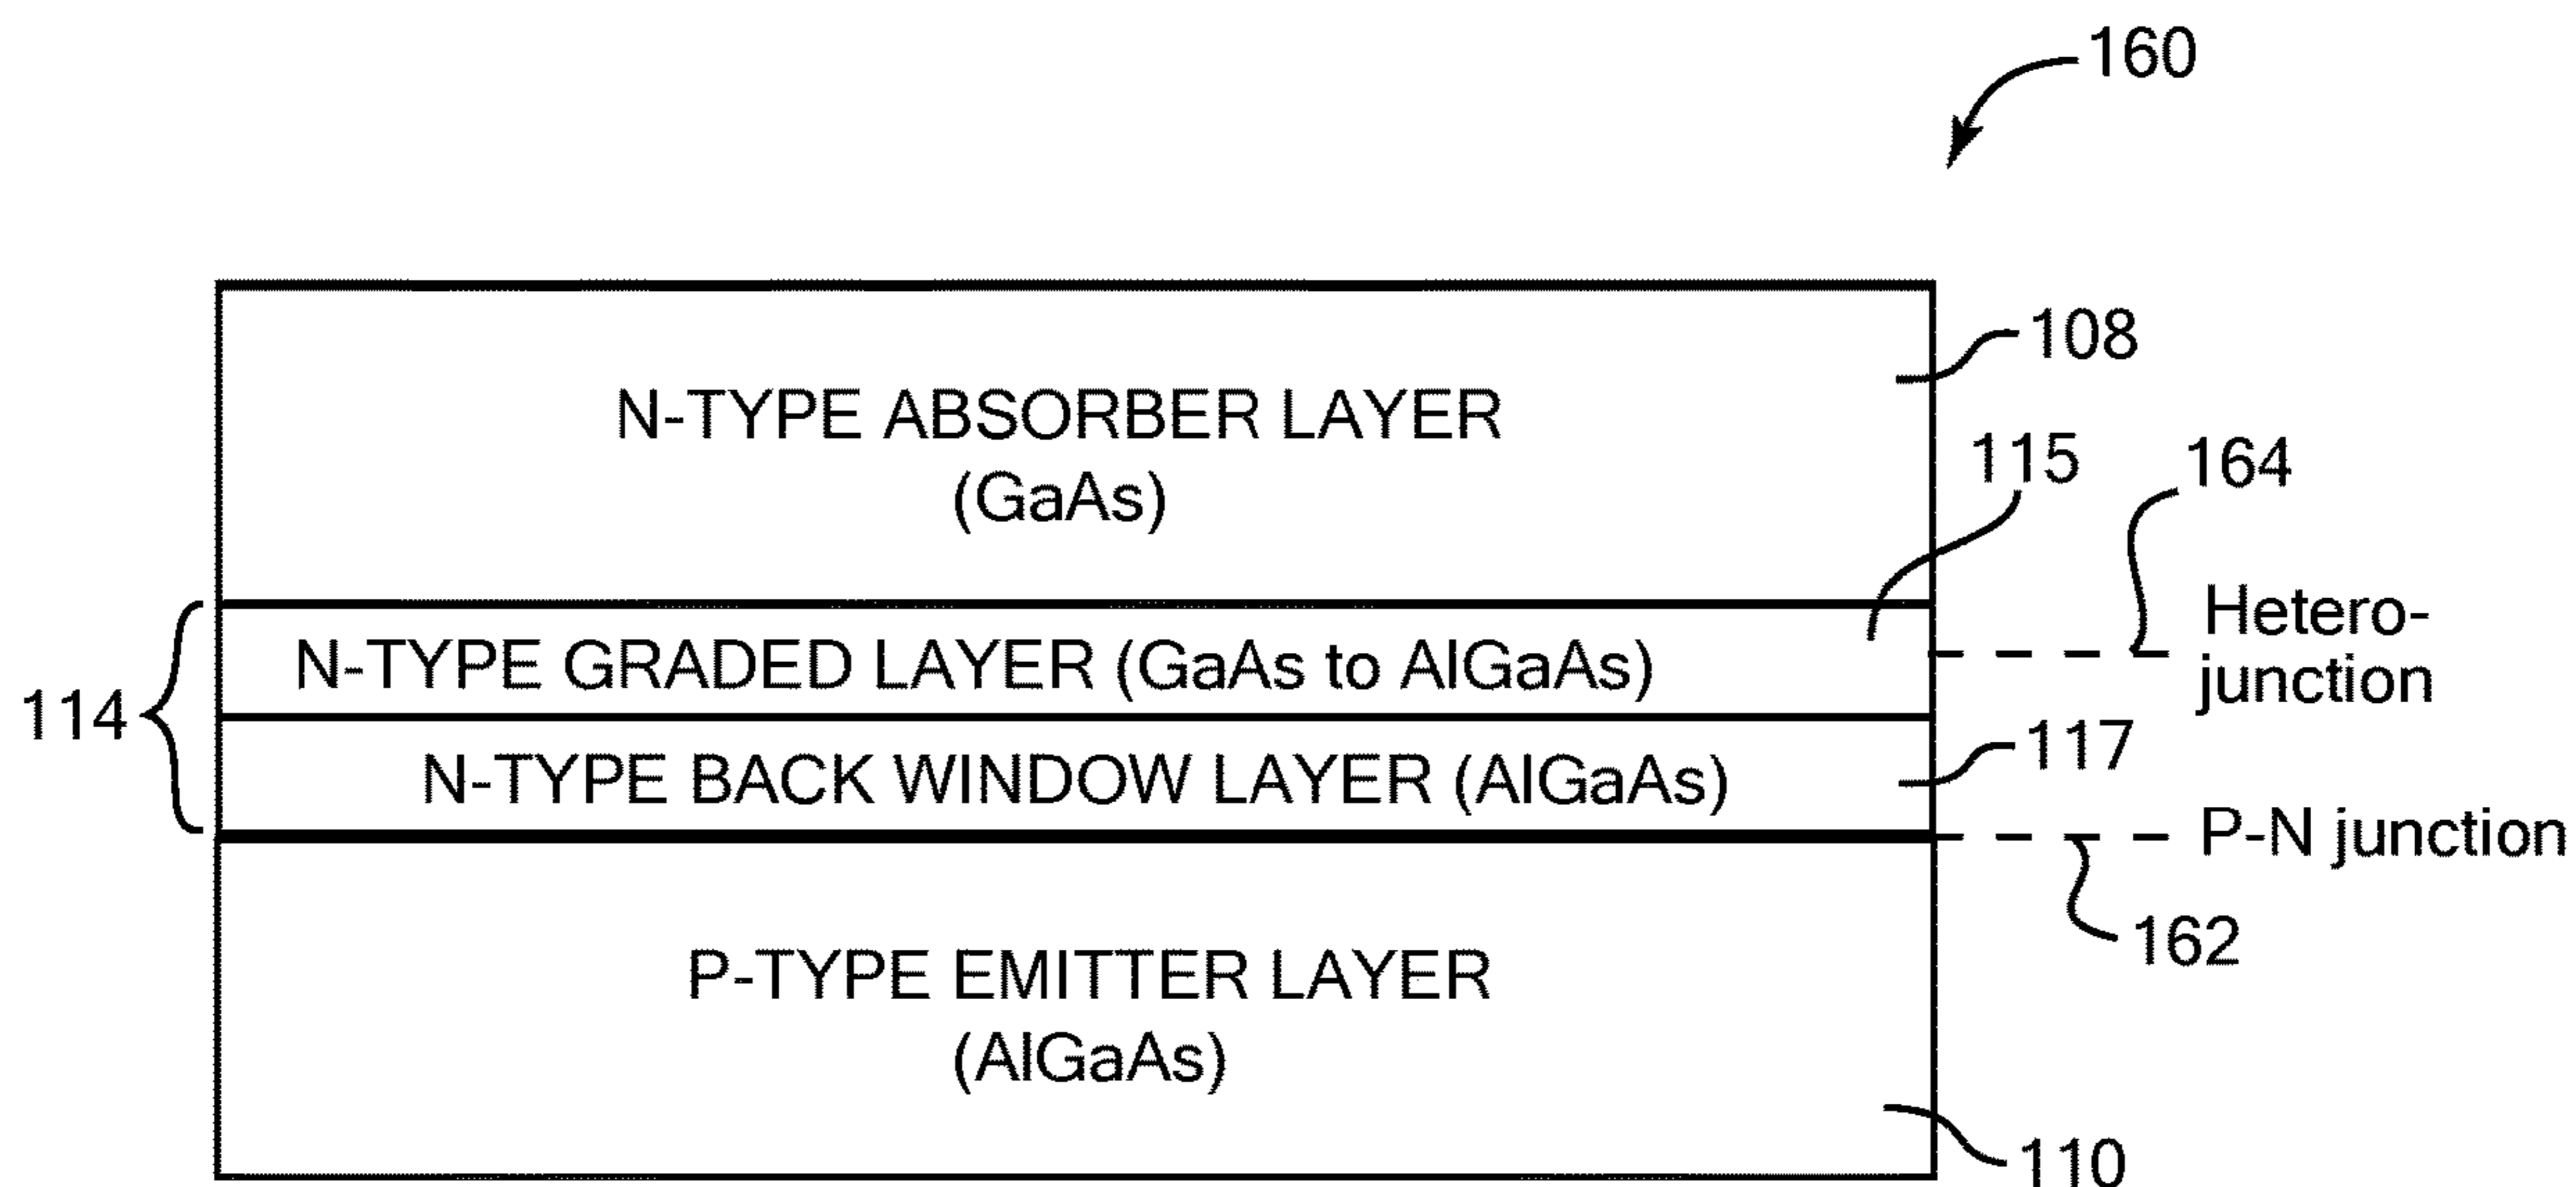 160
N-TYPE ABSORBER LAYER
(GaAs)
108
115
164
N-TYPE GRADED LAYER (GaAs to AlGaAs)
Hetero-
junction
114
N-TYPE BACK WINDOW LAYER (AlGaAs)
117
P-N junction
162
P-TYPE EMITTER LAYER
(AlGaAs)
110